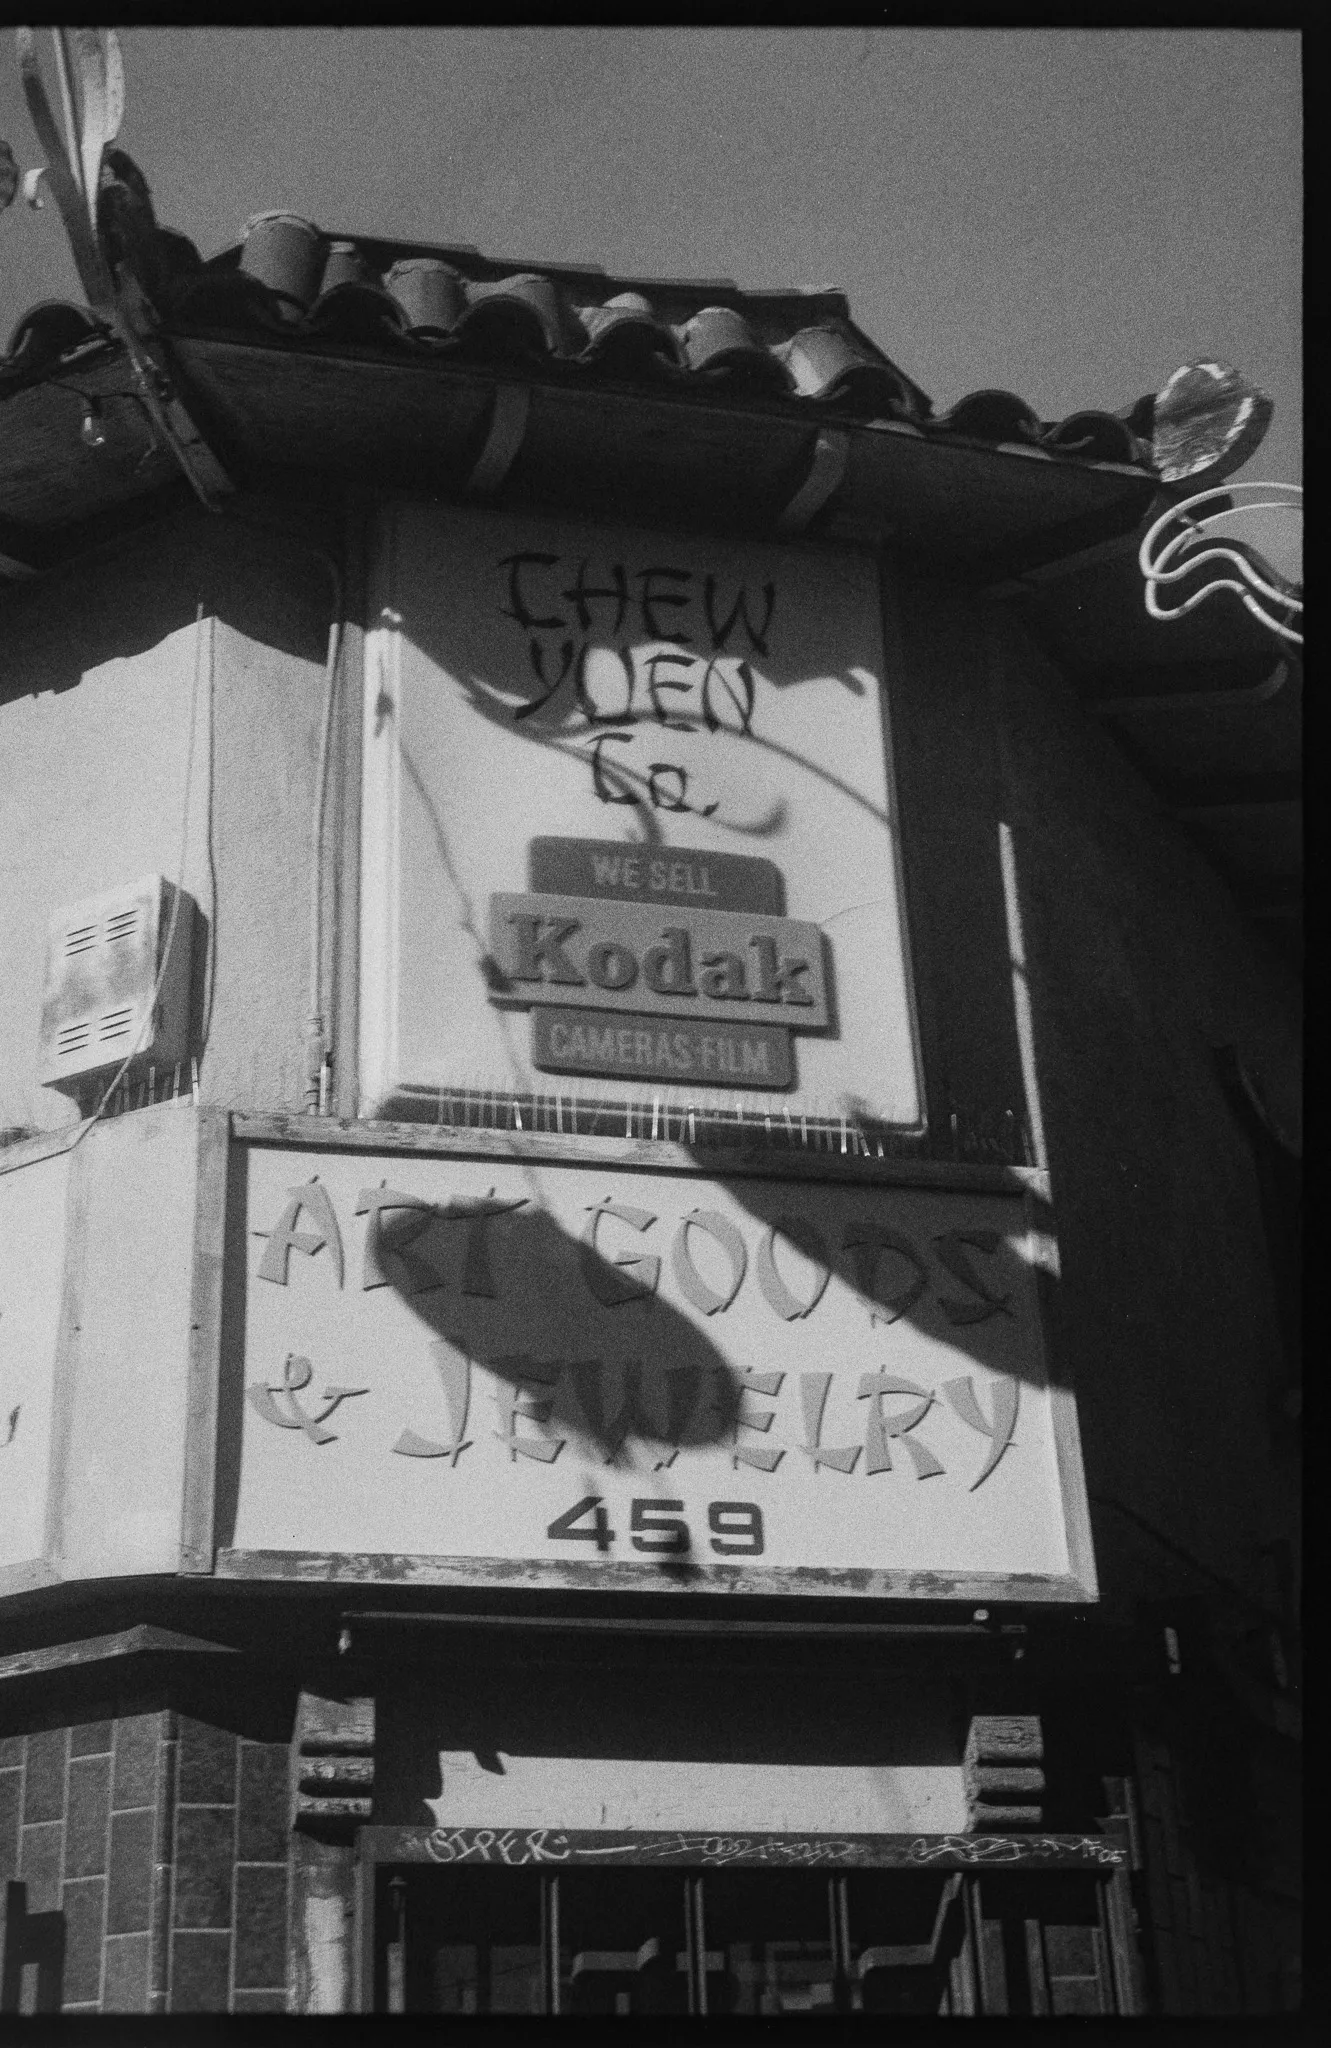 CHEW
YUEN
Co.
WE SELL
Kodak
CAMERAS·FILM
ART GOODS
& JEWELRY
459